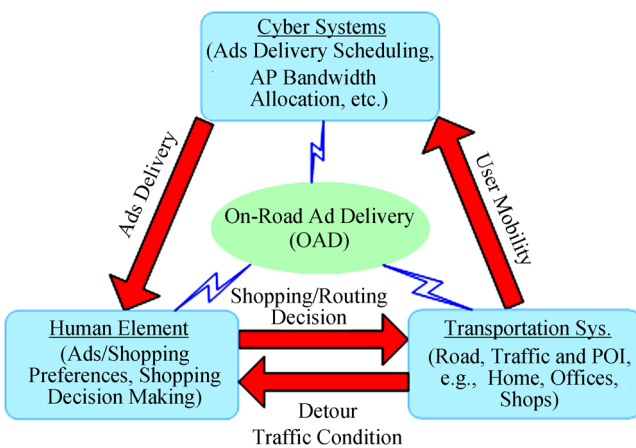 Cyber Systems
(Ads Delivery Scheduling,
AP Bandwidth
Allocation, etc.)
Ads Delivery
User Mobility
On-Road Ad Delivery
(OAD)
Shopping/Routing
Decision
Human Element
(Ads/Shopping
Preferences, Shopping
Decision Making)
Transportation Sys.
(Road, Traffic and POI,
e.g., Home, Offices,
Shops)
Detour
Traffic Condition